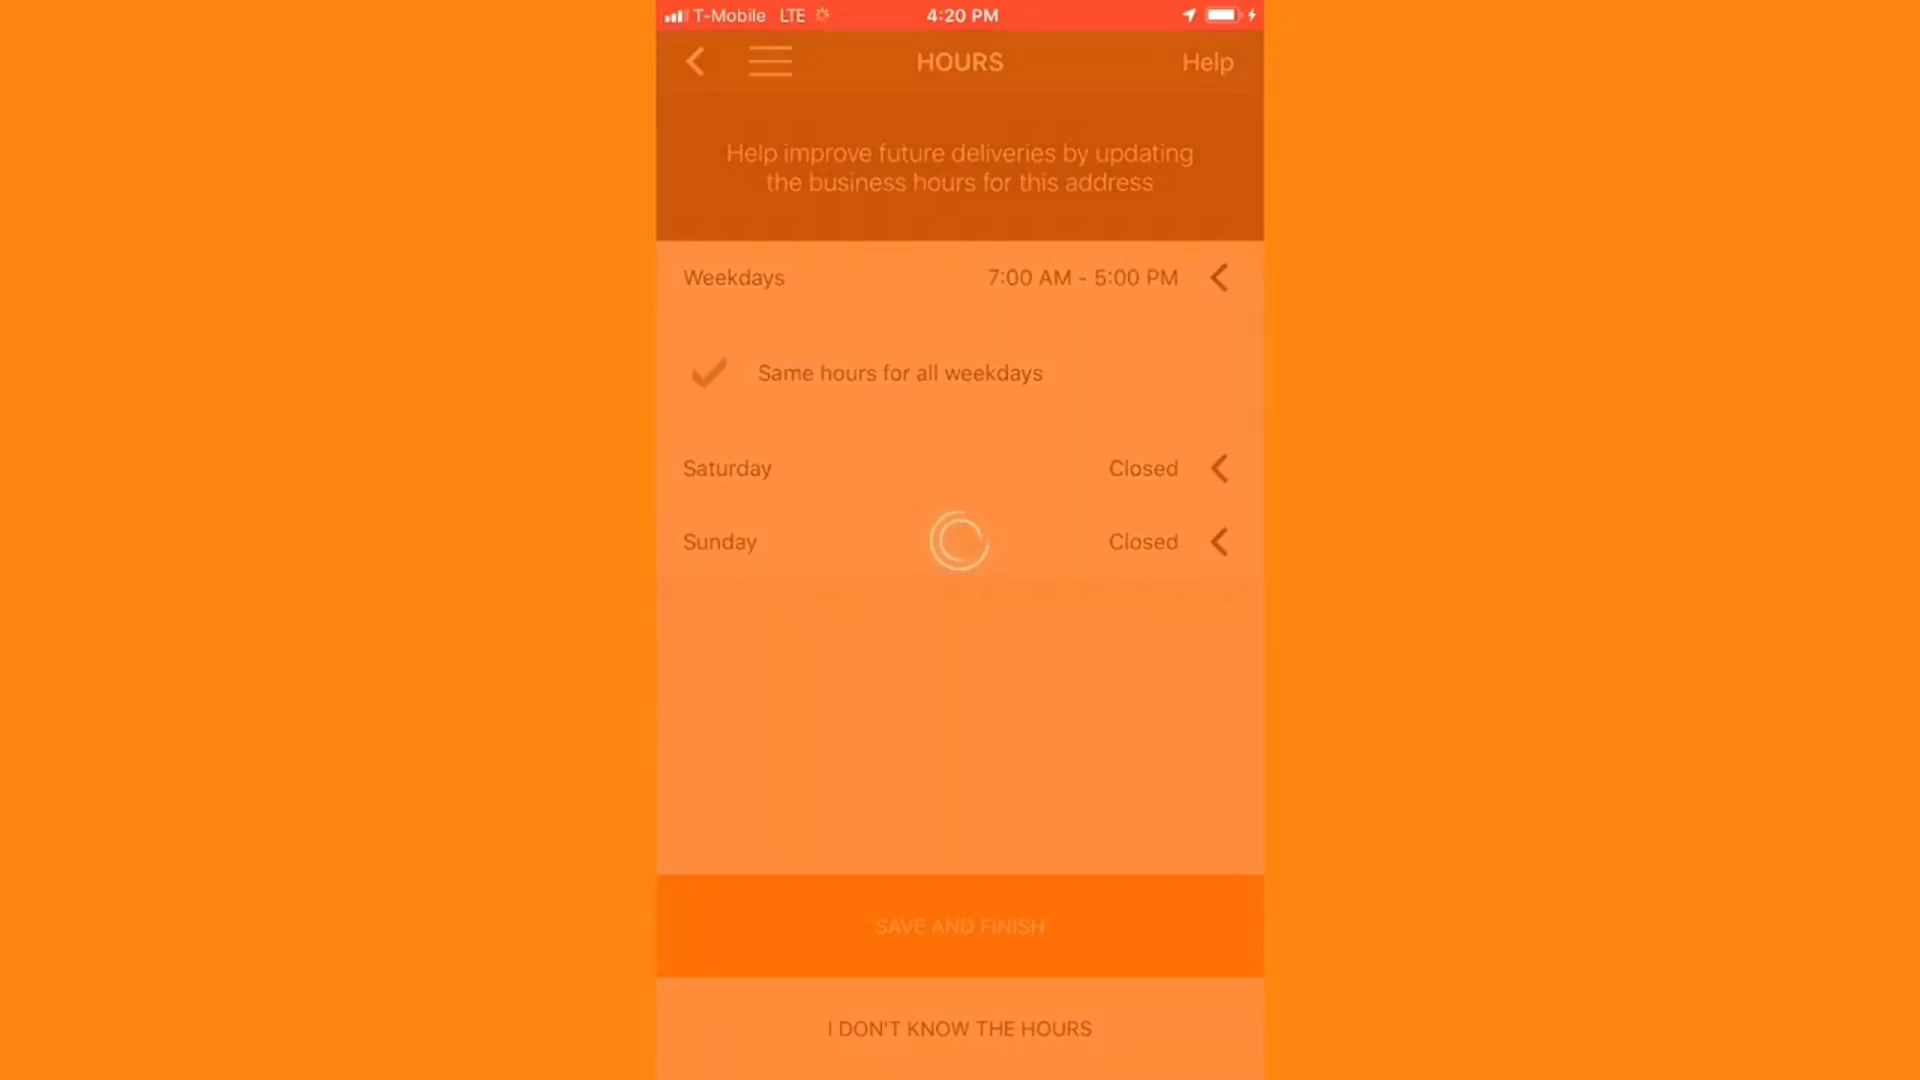 T-Mobile LTE 4:20 PM
HOURS Help
Help improve future deliveries by updating
the business hours for this address
Weekdays 7:00 AM - 5:00 PM
Same hours for all weekdays
Saturday Closed
Sunday Closed
SAVE AND FINISH
I DON'T KNOW THE HOURS